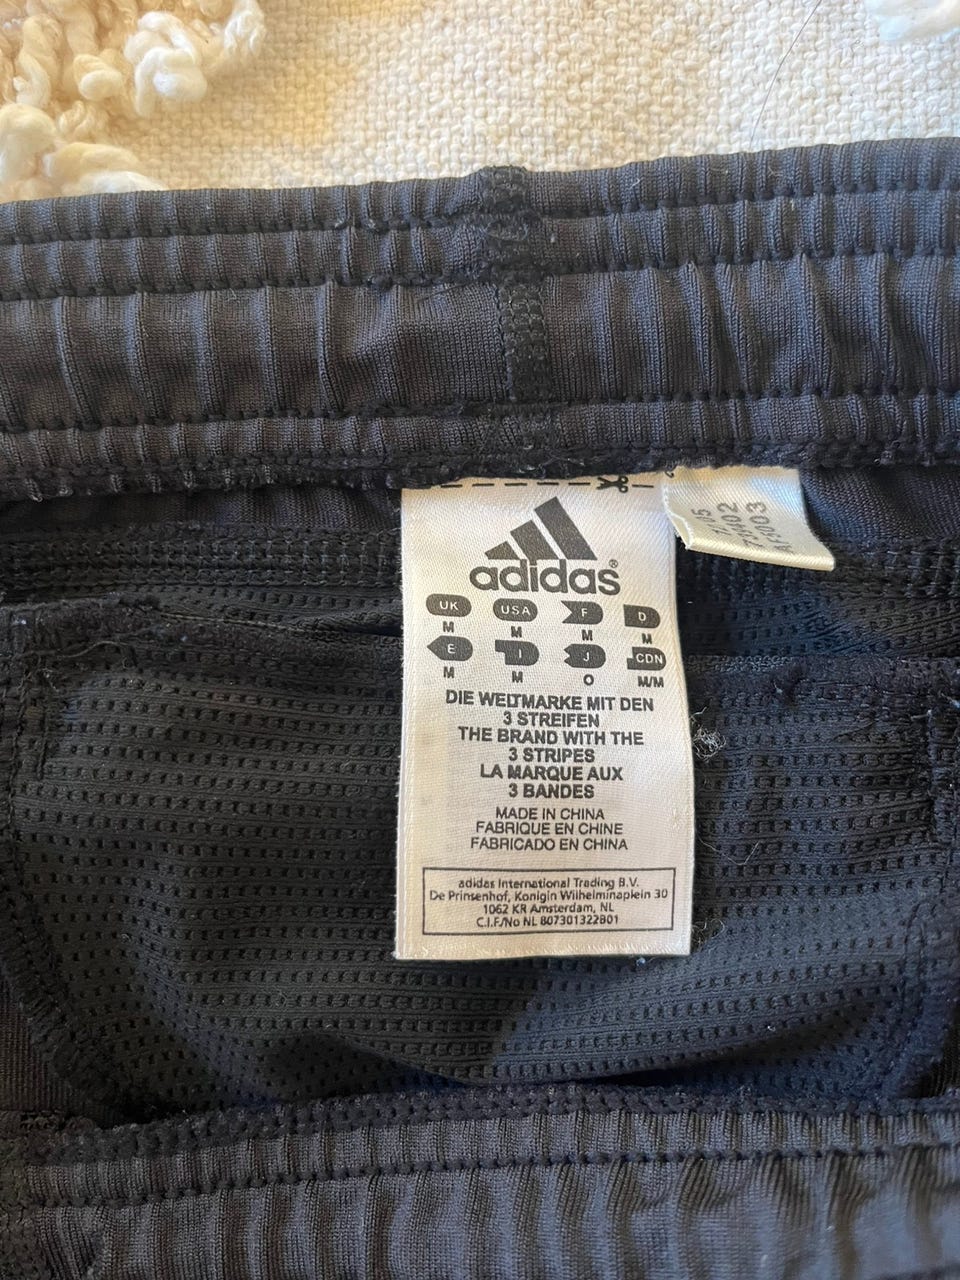 adidas®
UK USA F D
M M M M
E I J CDN
M M O M/M
DIE WELTMARKE MIT DEN
3 STREIFEN
THE BRAND WITH THE
3 STRIPES
LA MARQUE AUX
3 BANDES
MADE IN CHINA
FABRIQUE EN CHINE
FABRICADO EN CHINA
adidas International Trading B.V.
De Prinsenhof, Konigin Wilhelminaplein 30
1062 KR Amsterdam, NL
C.I.F./No NL 807301322B01